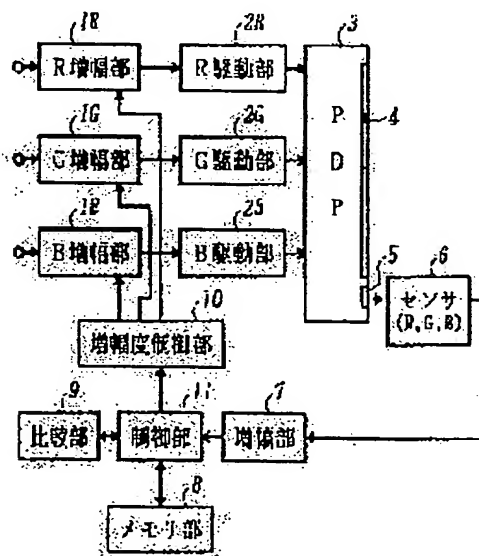 1R
2R
3
R増幅部
R駆動部
4
1G
2G
P
G増幅部
G駆動部
D
1B
P
B増幅部
B駆動部
5
6
センサ
(R,G,B)
10
増幅度制御部
9
11
7
比較部
制御部
増幅部
8
メモリ部